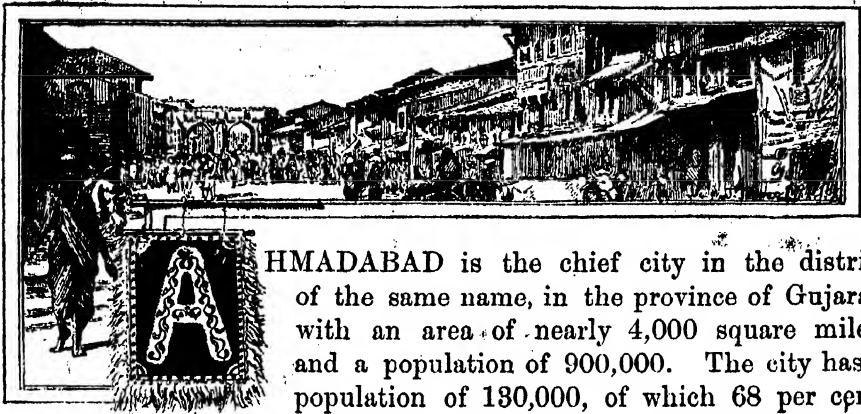 AHMADABAD is the chief city in the distri
of the same name, in the province of Gujara
with an area of nearly 4,000 square mile
and a population of 900,000. The city has
population of 130,000, of which 68 per cen